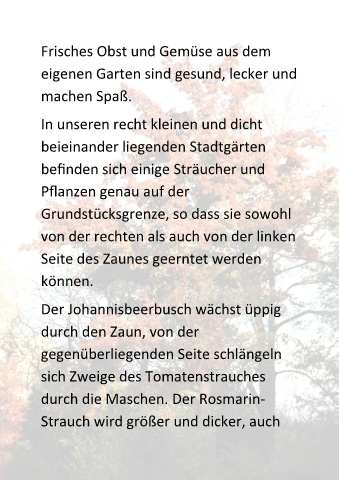 Frisches Obst und Gemüse aus dem
eigenen Garten sind gesund, lecker und
machen Spaß.
In unseren recht kleinen und dicht
beieinander liegenden Stadtgärten
befinden sich einige Sträucher und
Pflanzen genau auf der
Grundstücksgrenze, so dass sie sowohl
von der rechten als auch von der linken
Seite des Zaunes geerntet werden
können.
Der Johannisbeerbusch wächst üppig
durch den Zaun, von der
gegenüberliegenden Seite schlängeln
sich Zweige des Tomatenstrauches
durch die Maschen. Der Rosmarin-
Strauch wird größer und dicker, auch